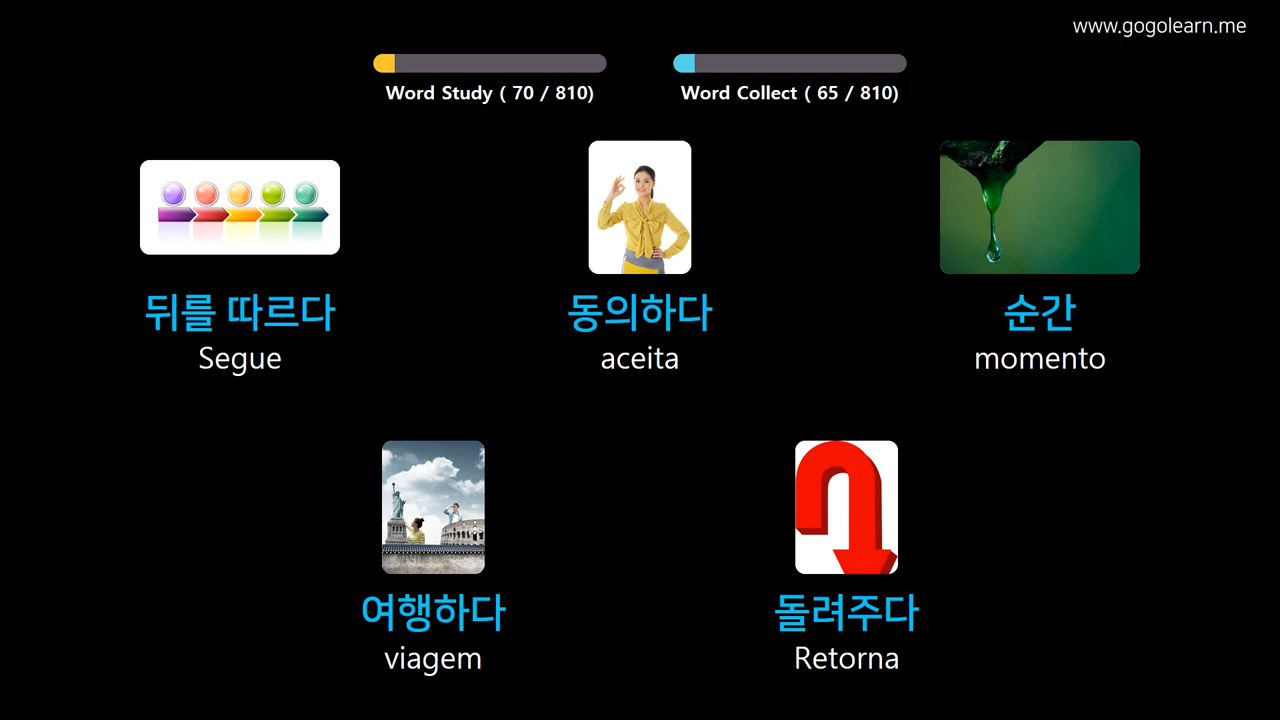 www.gogolearn.me
Word Study ( 70 / 810)
Word Collect ( 65 / 810)
뒤를 따르다
Segue
동의하다
aceita
순간
momento
여행하다
viagem
돌려주다
Retorna